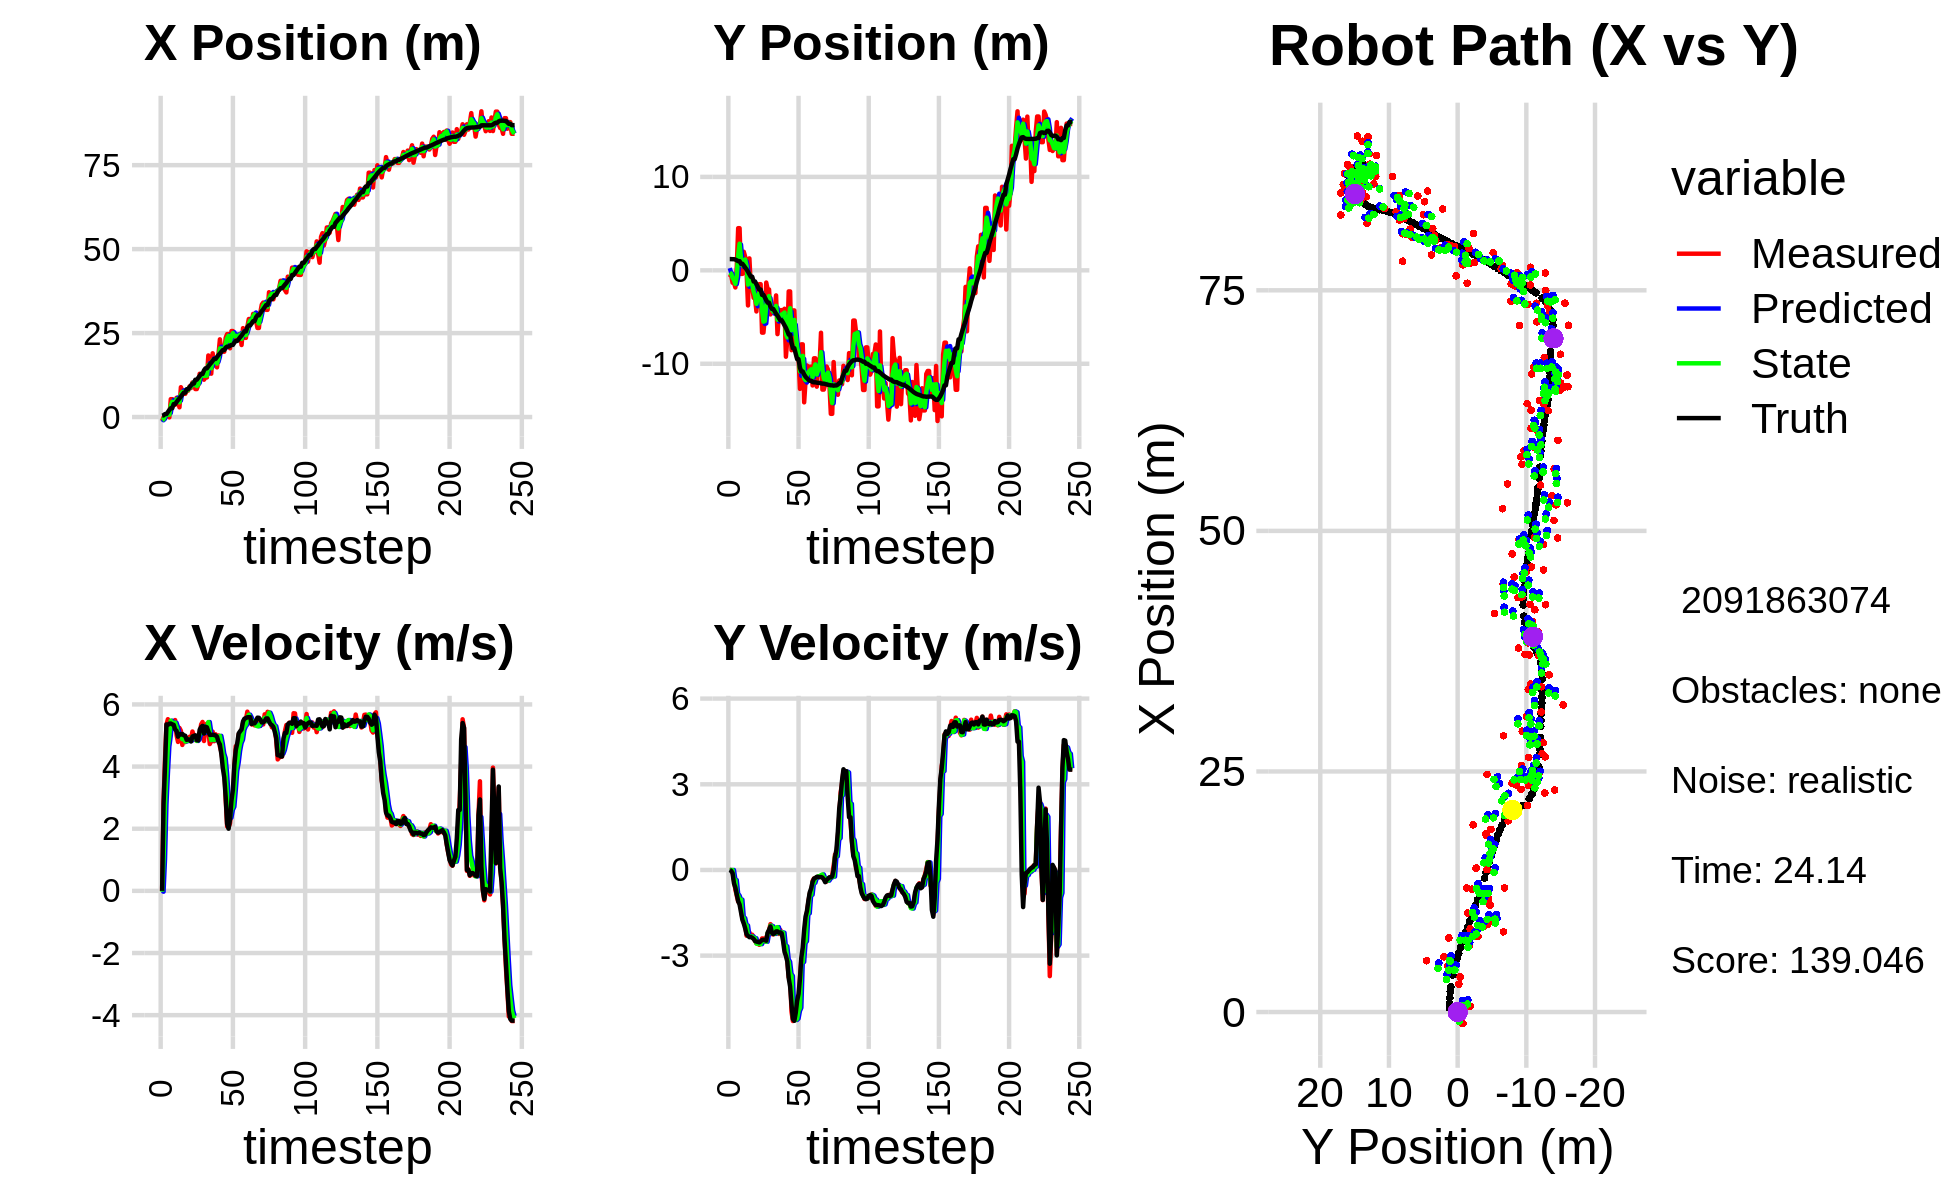 X Position (m)
75
50
25
0
0
50
100
150
200
250
timestep
Y Position (m)
10
0
-10
0
50
100
150
200
250
timestep
X Velocity (m/s)
6
4
2
0
-2
-4
0
50
100
150
200
250
timestep
Y Velocity (m/s)
6
3
0
-3
0
50
100
150
200
250
timestep
Robot Path (X vs Y)
X Position (m)
75
50
25
0
20 10 0 -10 -20
Y Position (m)
variable
Measured
Predicted
State
Truth
2091863074
Obstacles: none
Noise: realistic
Time: 24.14
Score: 139.046